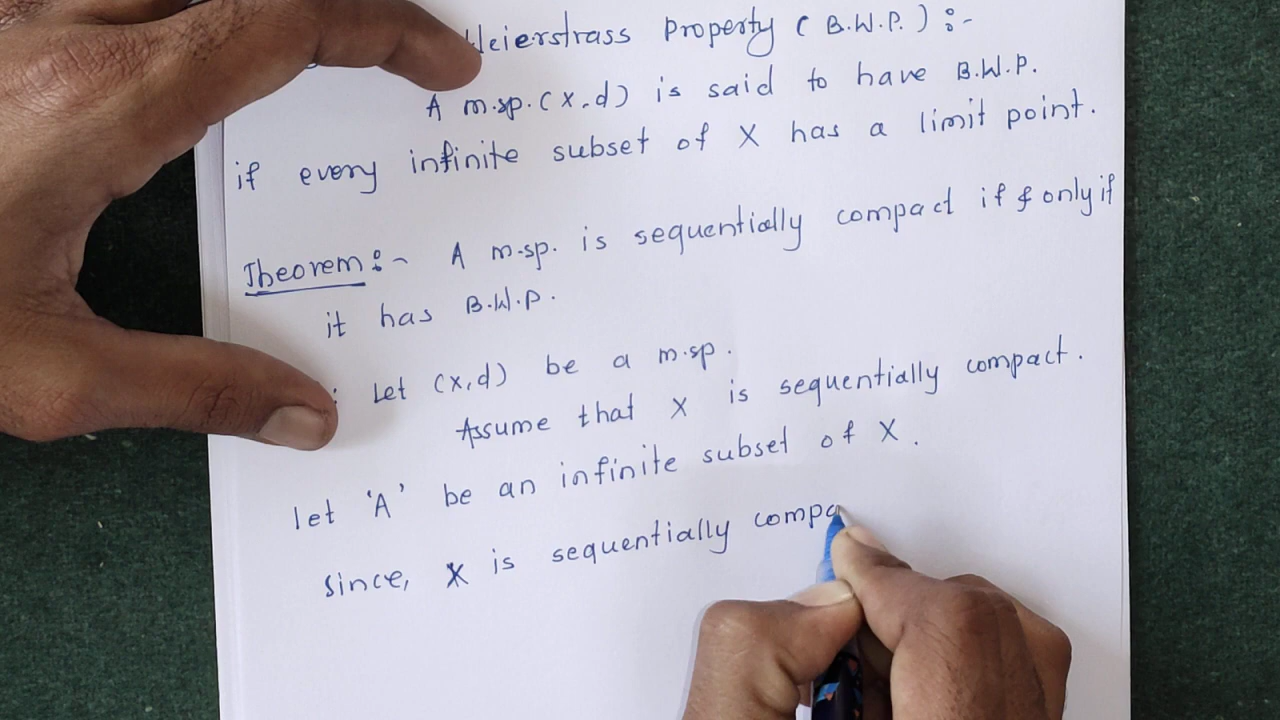 Weierstrass Property ( B.W.P. ) :-
A m.sp. (X,d) is said to have B.W.P.
if every infinite subset of X has a limit point.
Theorem :- A m.sp. is sequentially compact if & only if
it has B.W.P.
: Let (X,d) be a m.sp.
Assume that X is sequentially compact.
let 'A' be an infinite subset of X.
since, X is sequentially compa